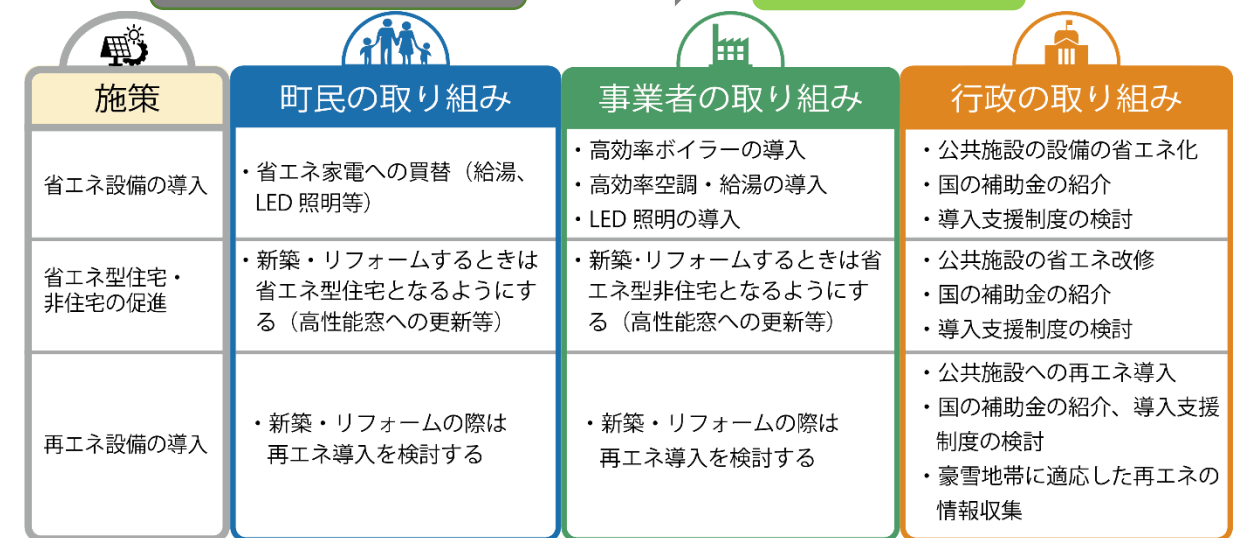 施策
町民の取り組み
事業者の取り組み
行政の取り組み
省エネ設備の導入
・省エネ家電への買替（給湯、
LED 照明等）
・高効率ボイラーの導入
・高効率空調・給湯の導入
・LED 照明の導入
・公共施設の設備の省エネ化
・国の補助金の紹介
・導入支援制度の検討
省エネ型住宅・
非住宅の促進
・新築・リフォームするときは
省エネ型住宅となるようにす
る（高性能窓への更新等）
・新築･リフォームするときは省
エネ型非住宅となるようにす
る（高性能窓への更新等）
・公共施設の省エネ改修
・国の補助金の紹介
・導入支援制度の検討
再エネ設備の導入
・新築・リフォームの際は
再エネ導入を検討する
・新築・リフォームの際は
再エネ導入を検討する
・公共施設への再エネ導入
・国の補助金の紹介、導入支援
制度の検討
・豪雪地帯に適応した再エネの
情報収集